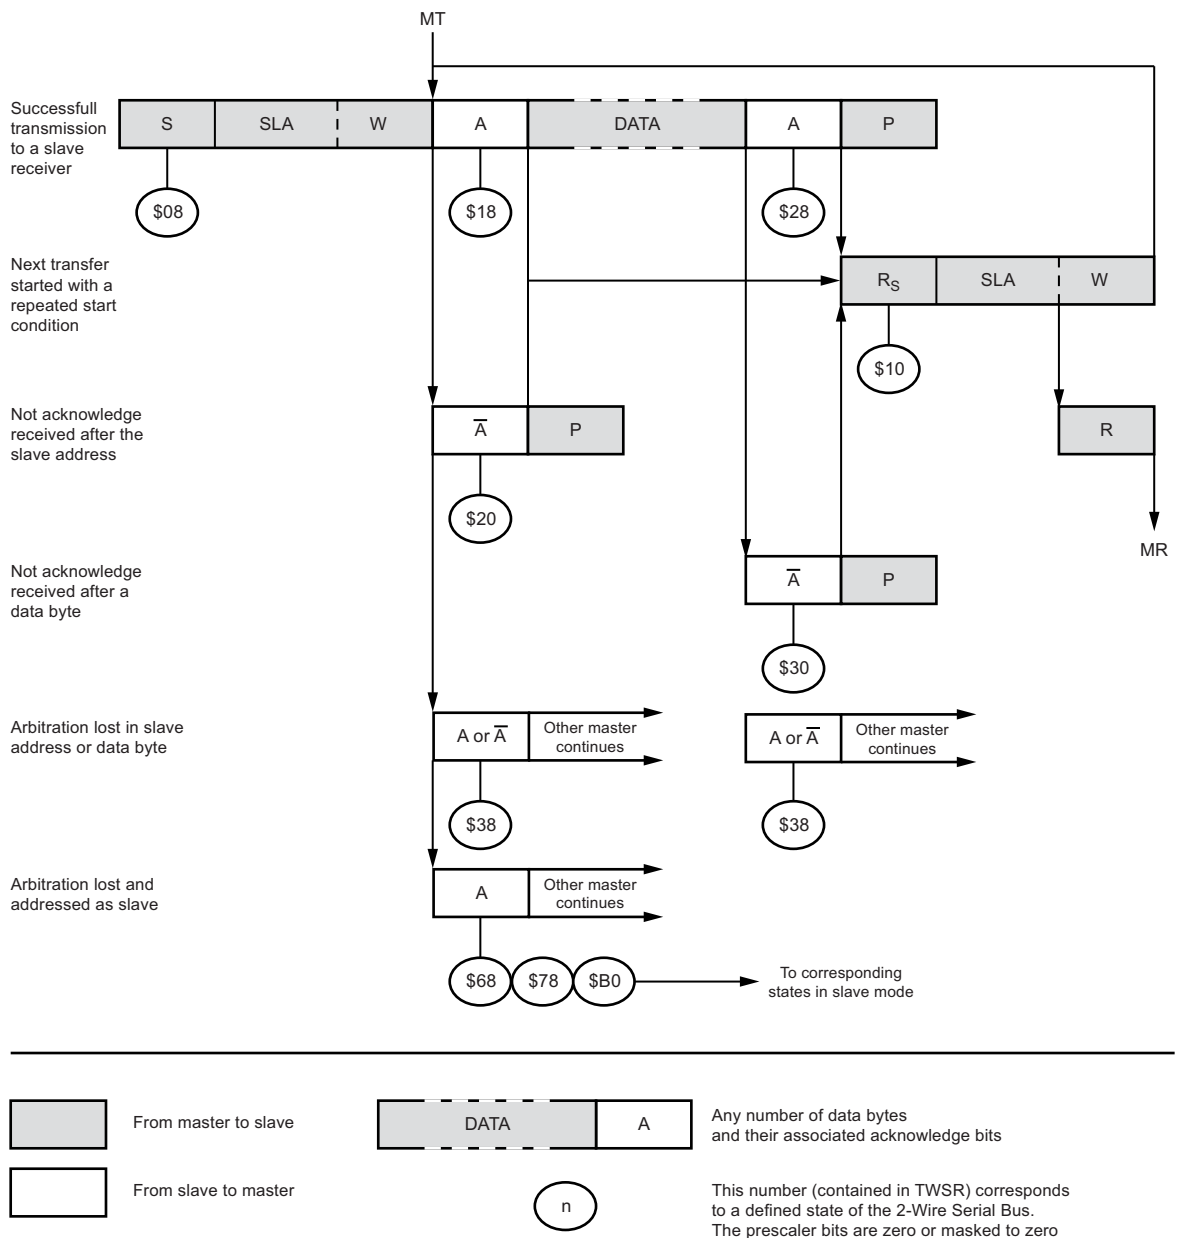 MT
Successfull
transmission
to a slave
receiver
S
SLA
W
A
DATA
A
P
$08
$18
$28
Next transfer
started with a
repeated start
condition
RS
SLA
W
$10
Not acknowledge
received after the
slave address
A̅
P
R
$20
MR
Not acknowledge
received after a
data byte
A̅
P
$30
Arbitration lost in slave
address or data byte
A or A̅
Other master
continues
A or A̅
Other master
continues
$38
$38
Arbitration lost and
addressed as slave
A
Other master
continues
$68
$78
$B0
To corresponding
states in slave mode
From master to slave
DATA
A
Any number of data bytes
and their associated acknowledge bits
From slave to master
n
This number (contained in TWSR) corresponds
to a defined state of the 2-Wire Serial Bus.
The prescaler bits are zero or masked to zero